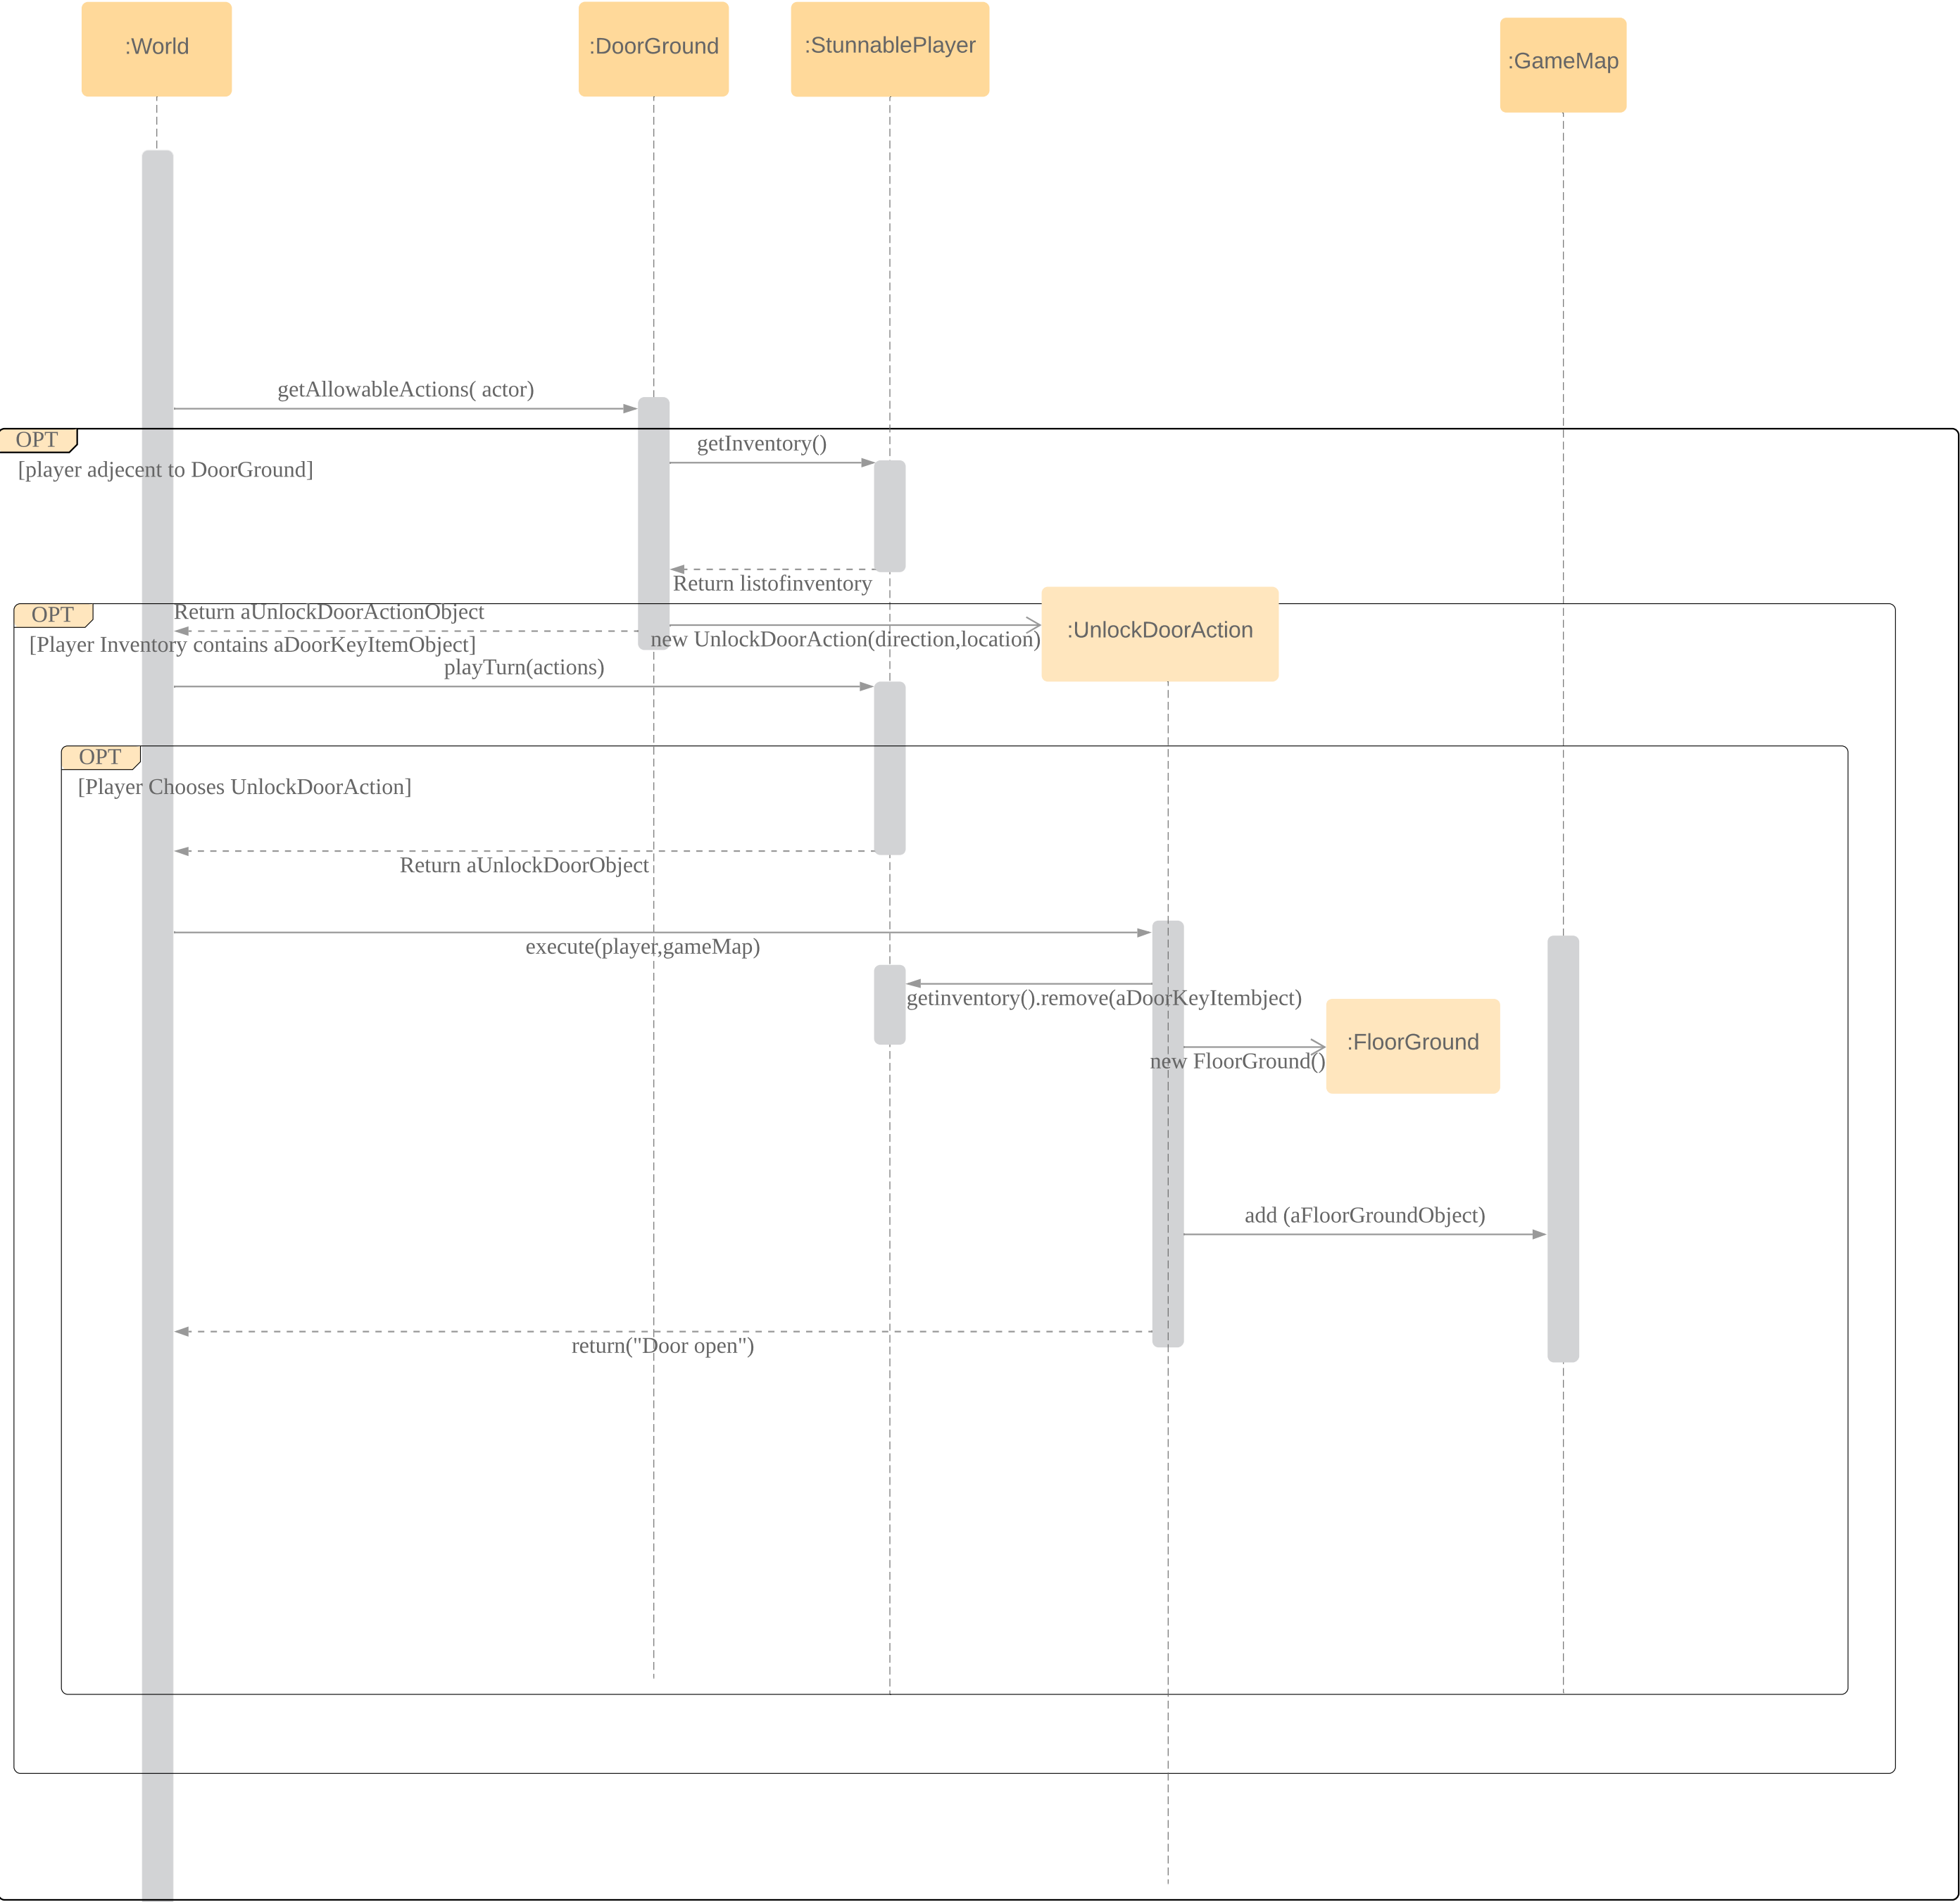 :World
:DoorGround
:StunnablePlayer
:GameMap
getAllowableActions( actor)
OPT
getInventory()
[player adjecent to DoorGround]
Return listofinventory
OPT
Return aUnlockDoorActionObject
:UnlockDoorAction
new UnlockDoorAction(direction,location)
[Player Inventory contains aDoorKeyItemObject]
playTurn(actions)
OPT
[Player Chooses UnlockDoorAction]
Return aUnlockDoorObject
execute(player,gameMap)
getinventory().remove(aDoorKeyItembject)
:FloorGround
new FloorGround()
add (aFloorGroundObject)
return("Door open")